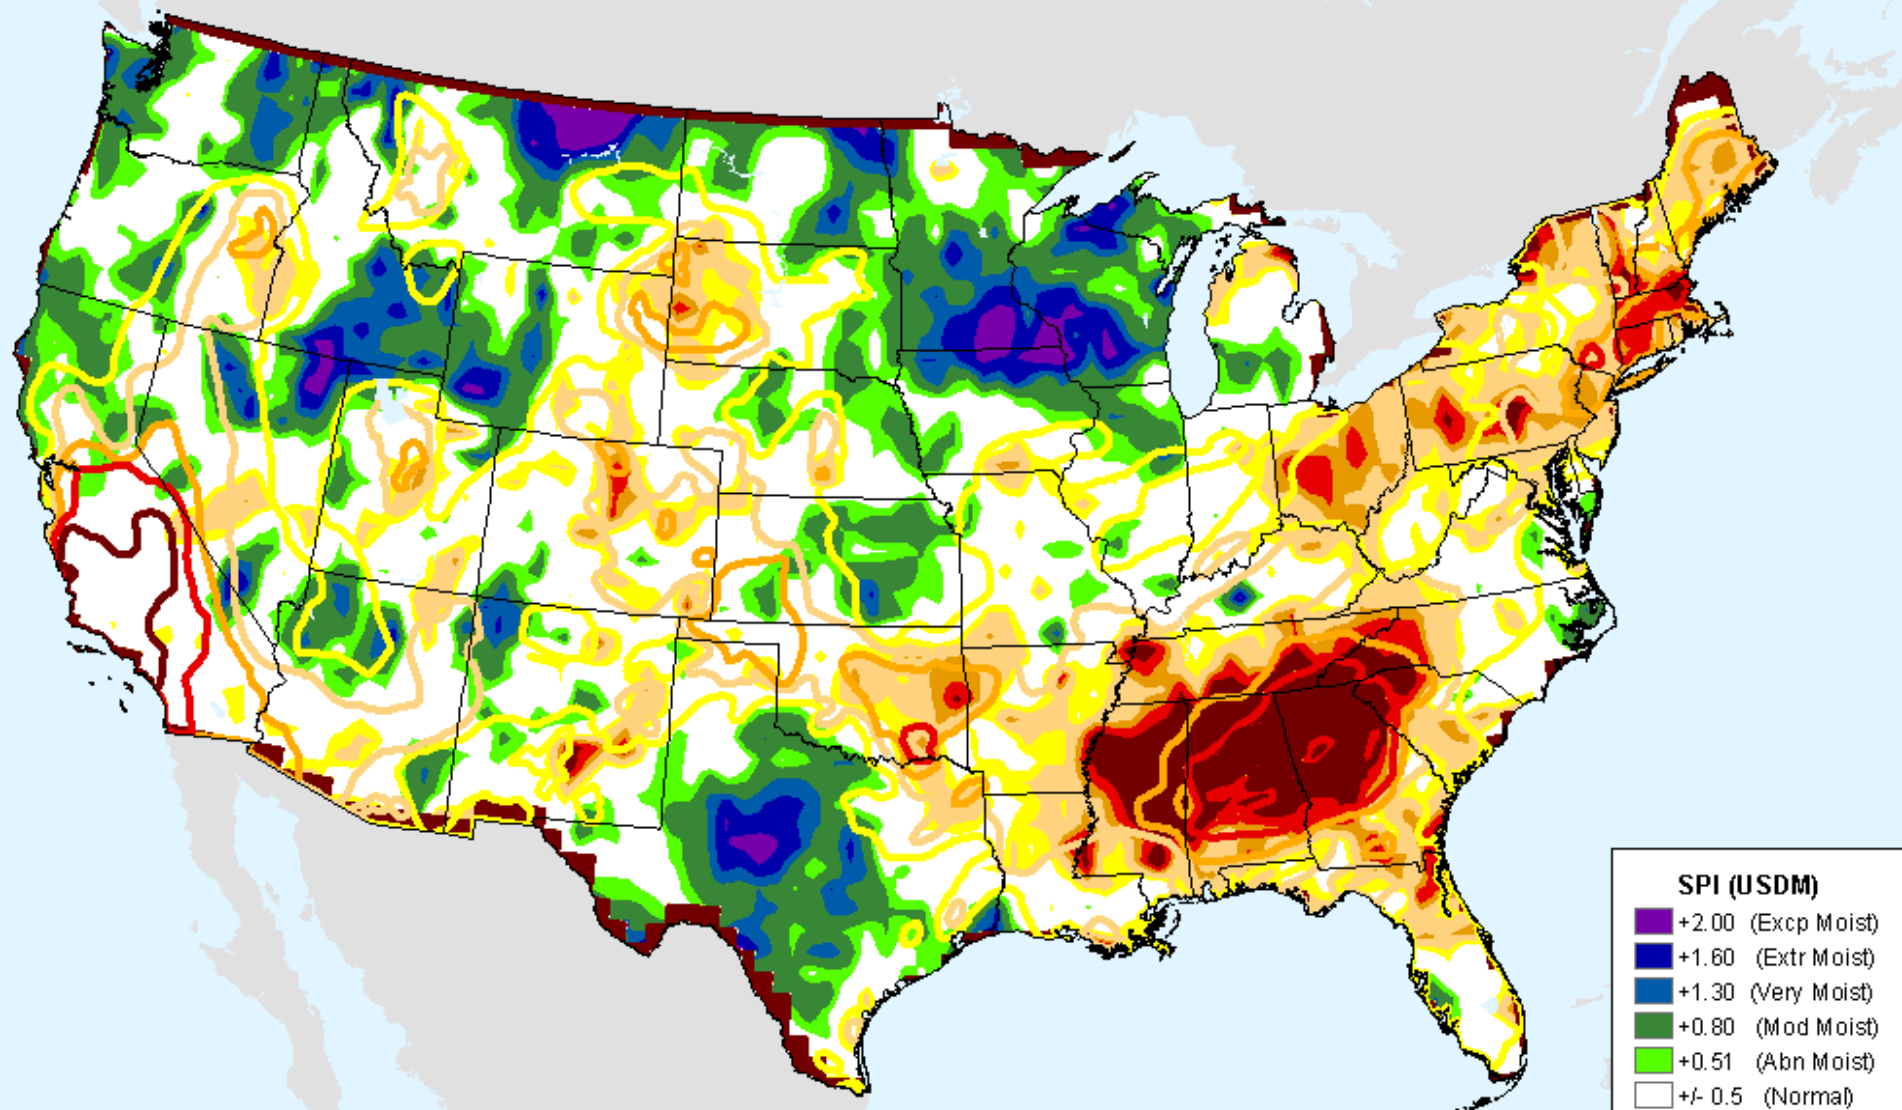 SPI (USDM)
+2.00 (Excp Moist)
+1.60 (Extr Moist)
+1.30 (Very Moist)
+0.80 (Mod Moist)
+0.51 (Abn Moist)
+/- 0.5 (Normal)